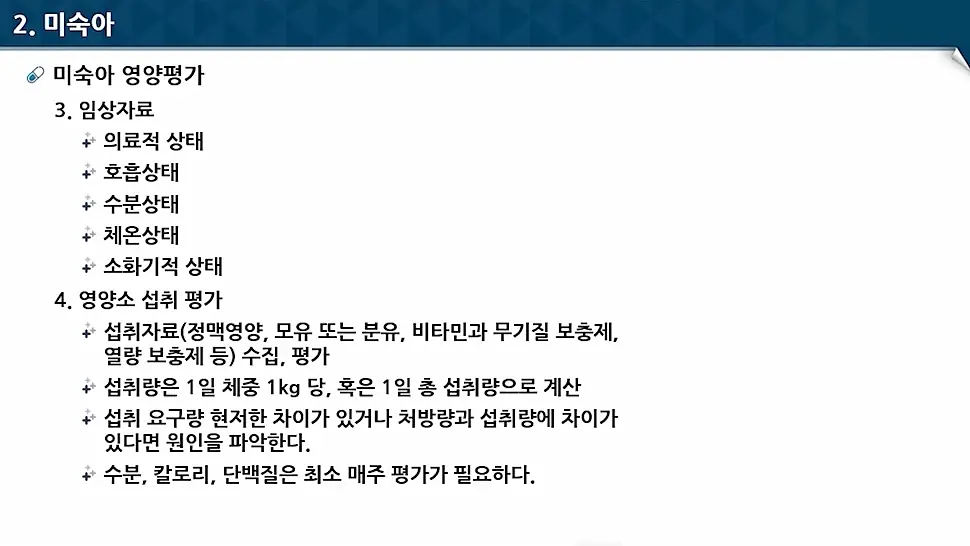 2. 미숙아
미숙아 영양평가
3. 임상자료
의료적 상태
호흡상태
수분상태
체온상태
소화기적 상태
4. 영양소 섭취 평가
섭취자료(정맥영양, 모유 또는 분유, 비타민과 무기질 보충제,
열량 보충제 등) 수집, 평가
섭취량은 1일 체중 1kg 당, 혹은 1일 총 섭취량으로 계산
섭취 요구량 현저한 차이가 있거나 처방량과 섭취량에 차이가
있다면 원인을 파악한다.
수분, 칼로리, 단백질은 최소 매주 평가가 필요하다.